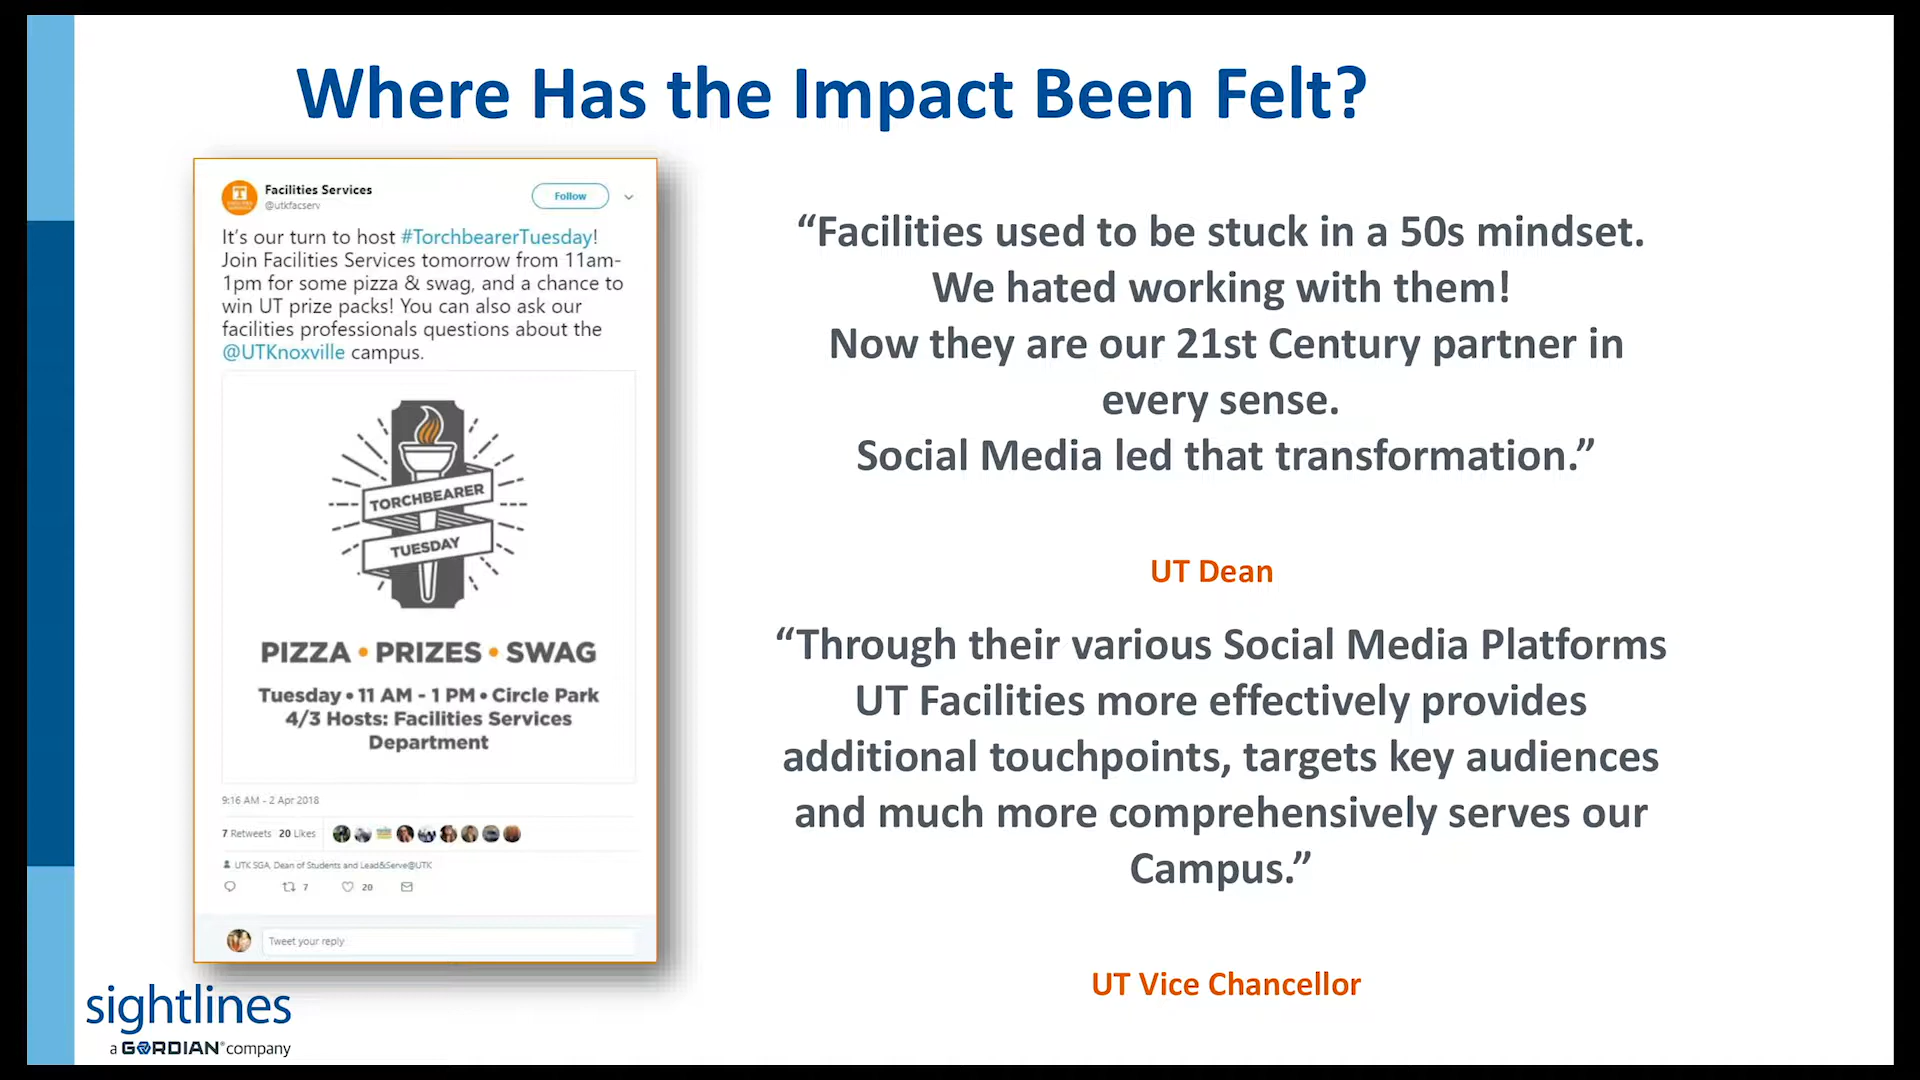 Where Has the Impact Been Felt?
Facilities Services
@utkfacserv
Follow
It's our turn to host #TorchbearerTuesday!
Join Facilities Services tomorrow from 11am-
1pm for some pizza & swag, and a chance to
win UT prize packs! You can also ask our
facilities professionals questions about the
@UTKnoxville campus.
TORCHBEARER
TUESDAY
PIZZA • PRIZES • SWAG
Tuesday • 11 AM - 1 PM • Circle Park
4/3 Hosts: Facilities Services
Department
9:16 AM - 2 Apr 2018
7 Retweets 20 Likes
UTK SGA, Dean of Students and Lead&Serve@UTK
7 20
Tweet your reply
“Facilities used to be stuck in a 50s mindset.
We hated working with them!
Now they are our 21st Century partner in
every sense.
Social Media led that transformation.”
UT Dean
“Through their various Social Media Platforms
UT Facilities more effectively provides
additional touchpoints, targets key audiences
and much more comprehensively serves our
Campus.”
UT Vice Chancellor
sightlines
a GORDIAN® company